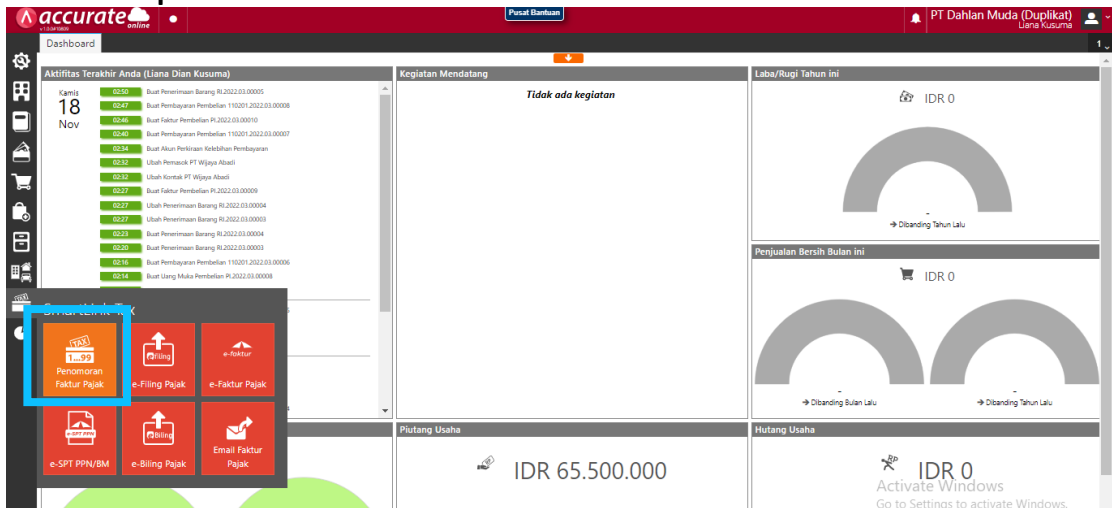 accurate
online
Pusat Bantuan
PT Dahlan Muda (Duplikat)
Liana Kusuma
Dashboard
1
Aktifitas Terakhir Anda (Liana Dian Kusuma)
Kamis
18
Nov
02:50 Buat Penerimaan Barang RI.2022.03.00005
02:47 Buat Pembayaran Pembelian 110201.2022.03.00008
02:46 Buat Faktur Pembelian PI.2022.03.00010
02:40 Buat Pembayaran Pembelian 110201.2022.03.00007
02:34 Buat Akun Perkiraan Kelebihan Pembayaran
02:32 Ubah Pemasok PT Wijaya Abadi
02:32 Ubah Kontak PT Wijaya Abadi
02:27 Buat Faktur Pembelian PI.2022.03.00009
02:27 Ubah Penerimaan Barang RI.2022.03.00004
02:27 Ubah Penerimaan Barang RI.2022.03.00003
02:23 Buat Penerimaan Barang RI.2022.03.00004
02:20 Buat Penerimaan Barang RI.2022.03.00003
02:16 Buat Pembayaran Pembelian 110201.2022.03.00006
02:14 Buat Uang Muka Pembelian PI.2022.03.00008
Kegiatan Mendatang
Tidak ada kegiatan
Laba/Rugi Tahun ini
IDR 0
-
Dibanding Tahun Lalu
Penjualan Bersih Bulan ini
IDR 0
-
Dibanding Bulan Lalu
-
Dibanding Tahun Lalu
SmartLink Tax
TAX
1...99
Penomoran
Faktur Pajak
efiling
e-Filing Pajak
e-faktur
e-Faktur Pajak
e-SPT PPN
e-SPT PPN/BM
eBiling
e-Biling Pajak
Email Faktur
Pajak
Piutang Usaha
IDR 65.500.000
Hutang Usaha
IDR 0
Activate Windows
Go to Settings to activate Windows.